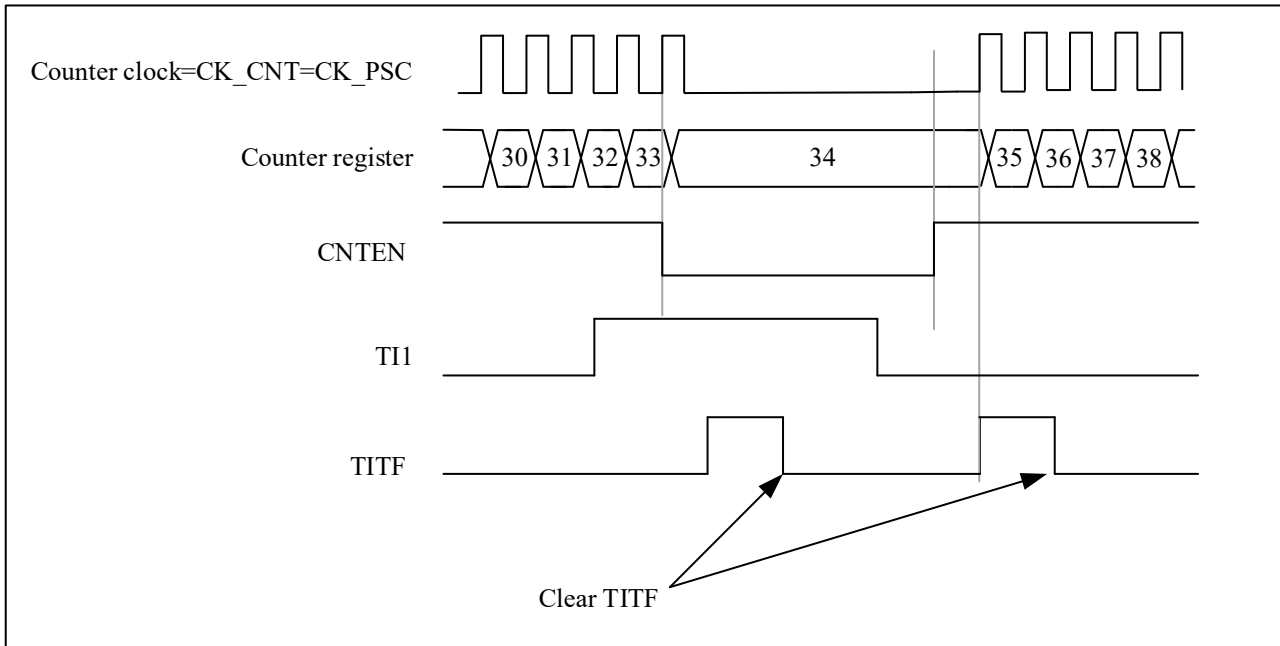 Counter clock=CK_CNT=CK_PSC
Counter register
30 31 32 33 34 35 36 37 38
CNTEN
TI1
TITF
Clear TITF